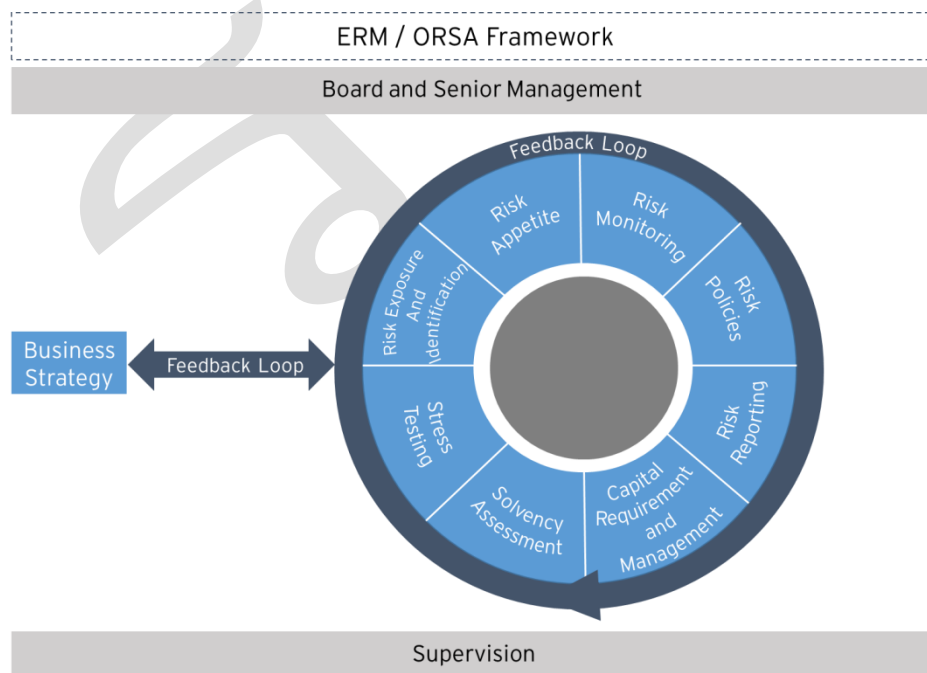 ERM / ORSA Framework
Board and Senior Management
Feedback Loop
Risk
Appetite
Risk
Monitoring
Risk
Policies
Risk
Reporting
Capital
Requirement
and
Management
Solvency
Assessment
Stress
Testing
Risk Exposure
And
Identification
Business
Strategy
Feedback Loop
Supervision